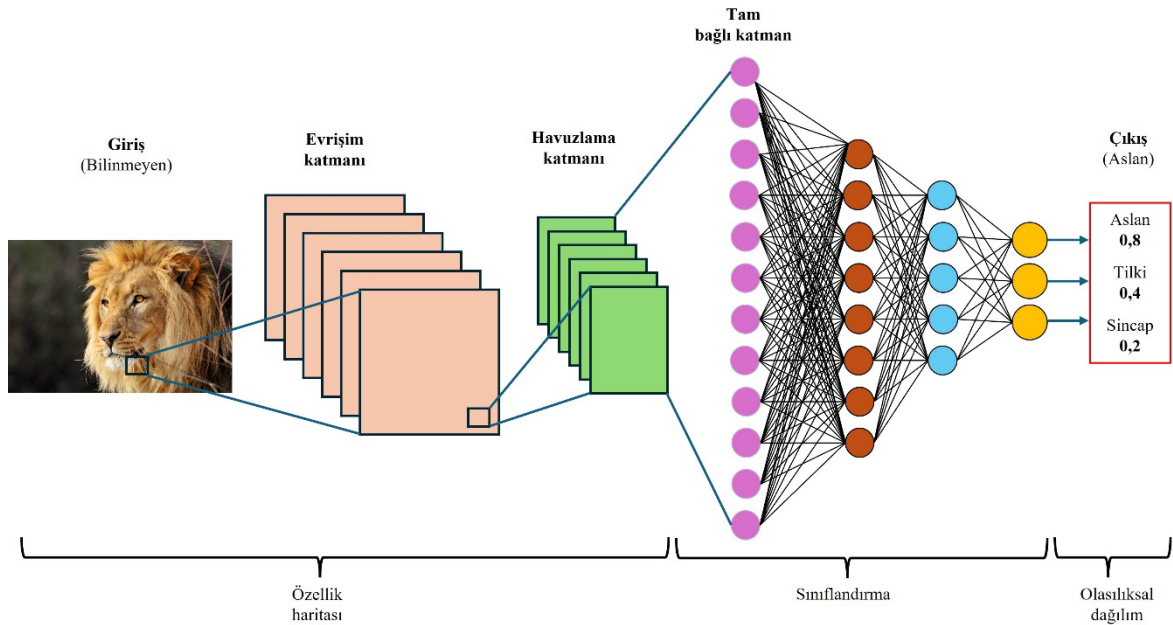 Tam
bağlı katman
Giriş
(Bilinmeyen)
Evrişim
katmanı
Havuzlama
katmanı
Çıkış
(Aslan)
Aslan
0,8
Tilki
0,4
Sincap
0,2
Özellik
haritası
Sınıflandırma
Olasılıksal
dağılım